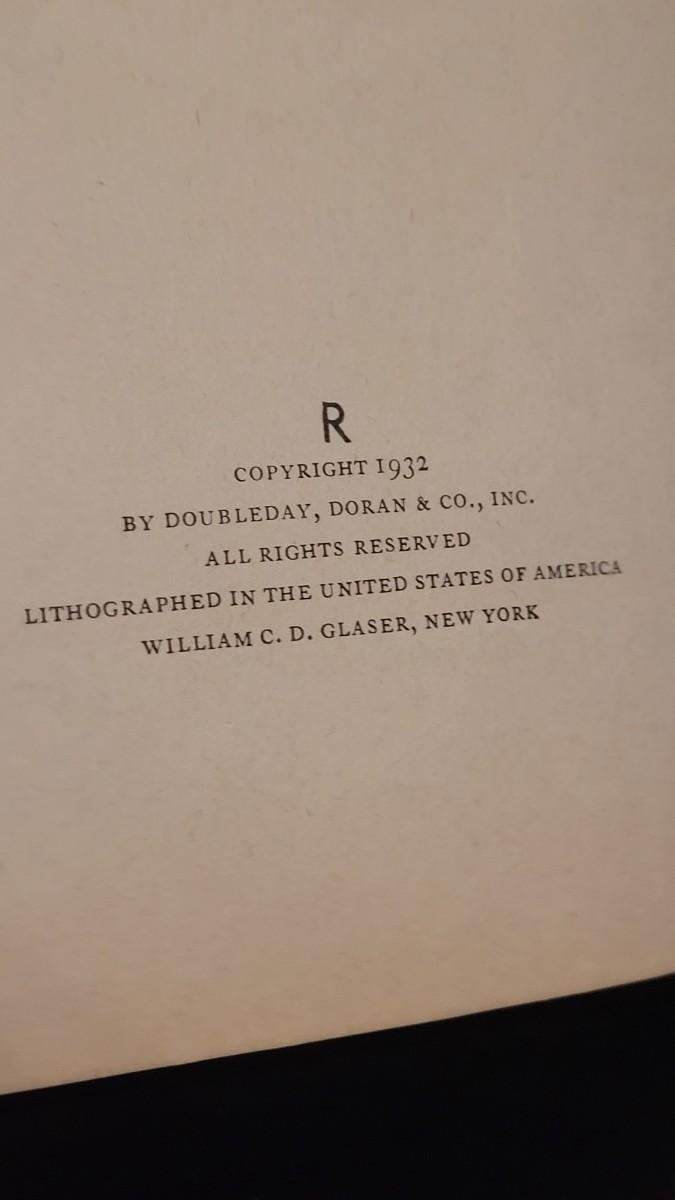 R
COPYRIGHT 1932
BY DOUBLEDAY, DORAN & CO., INC.
ALL RIGHTS RESERVED
LITHOGRAPHED IN THE UNITED STATES OF AMERICA
WILLIAM C. D. GLASER, NEW YORK